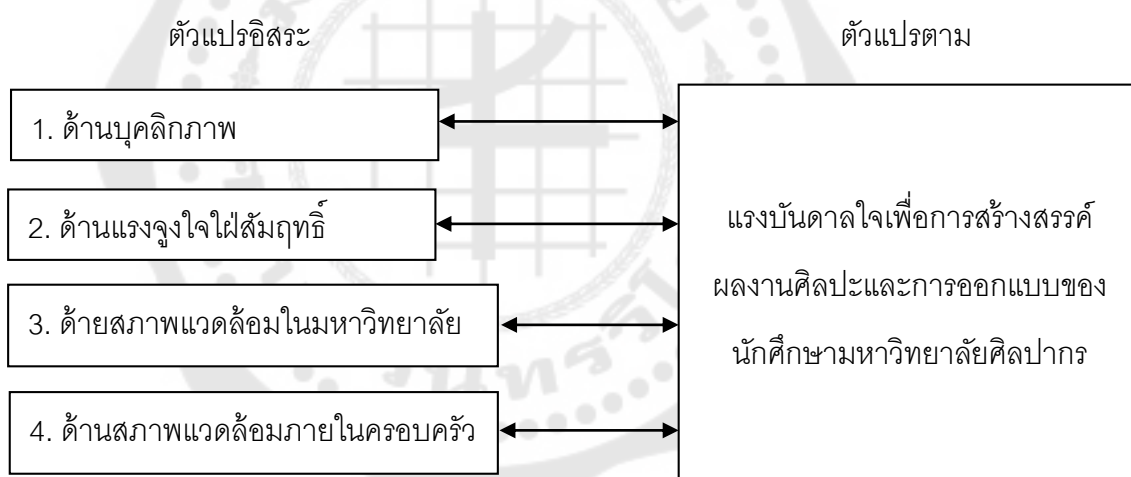 ตัวแปรอิสระ
ตัวแปรตาม
1. ด้านบุคลิกภาพ
2. ด้านแรงจูงใจใฝ่สัมฤทธิ์
3. ด้ายสภาพแวดล้อมในมหาวิทยาลัย
4. ด้านสภาพแวดล้อมภายในครอบครัว
แรงบันดาลใจเพื่อการสร้างสรรค์
ผลงานศิลปะและการออกแบบของ
นักศึกษามหาวิทยาลัยศิลปากร